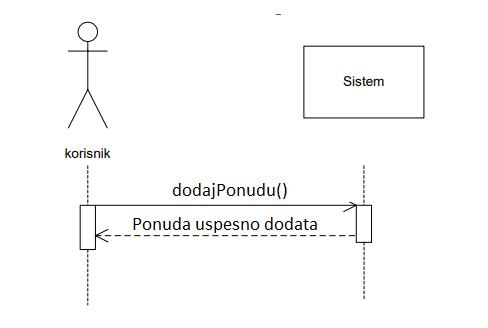 Sistem
korisnik
dodajPonudu()
Ponuda uspesno dodata